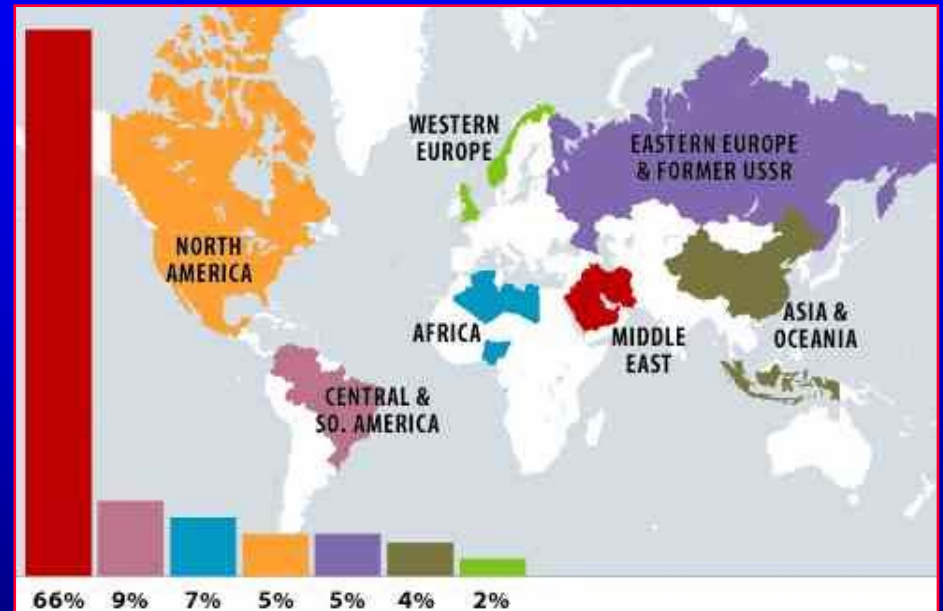 WESTERN
EUROPE
EASTERN EUROPE
& FORMER USSR
NORTH
AMERICA
AFRICA
MIDDLE
EAST
ASIA &
OCEANIA
CENTRAL &
SO. AMERICA
66% 9% 7% 5% 5% 4% 2%